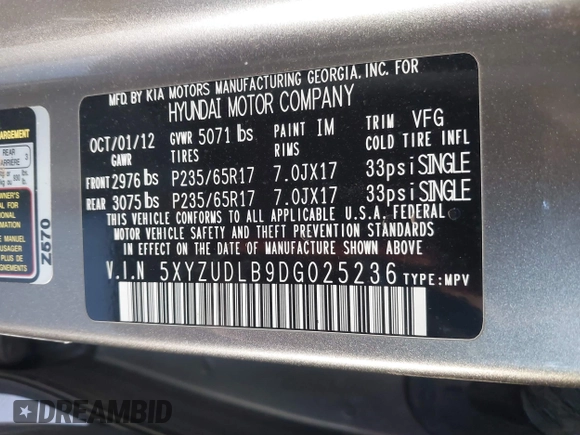 MFD. BY KIA MOTORS MANUFACTURING GEORGIA, INC. FOR
HYUNDAI MOTOR COMPANY
OCT/01/12 GVWR 5071 lbs PAINT IM TRIM VFG
GAWR TIRES RIMS COLD TIRE INFL
FRONT 2976 lbs P235/65R17 7.0JX17 33psi SINGLE
REAR 3075 lbs P235/65R17 7.0JX17 33psi SINGLE
THIS VEHICLE CONFORMS TO ALL APPLICABLE U.S.A. FEDERAL
MOTOR VEHICLE SAFETY AND THEFT PREVENTION STANDARDS
IN EFFECT ON THE DATE OF MANUFACTURE SHOWN ABOVE.
V.I.N 5XYZUDLB9DG025236 TYPE: MPV
REAR
ARRIÈRE
3
Z670
DREAMBID